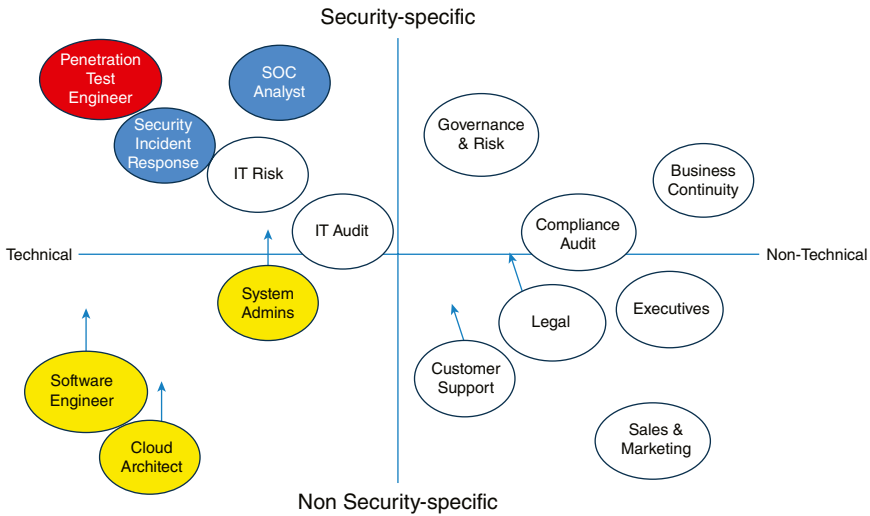 Security-specific
Penetration
Test
Engineer
SOC
Analyst
Security
Incident
Response
IT Risk
Governance
& Risk
Business
Continuity
IT Audit
Compliance
Audit
Technical
Non-Technical
System
Admins
Legal
Executives
Customer
Support
Software
Engineer
Cloud
Architect
Sales &
Marketing
Non Security-specific